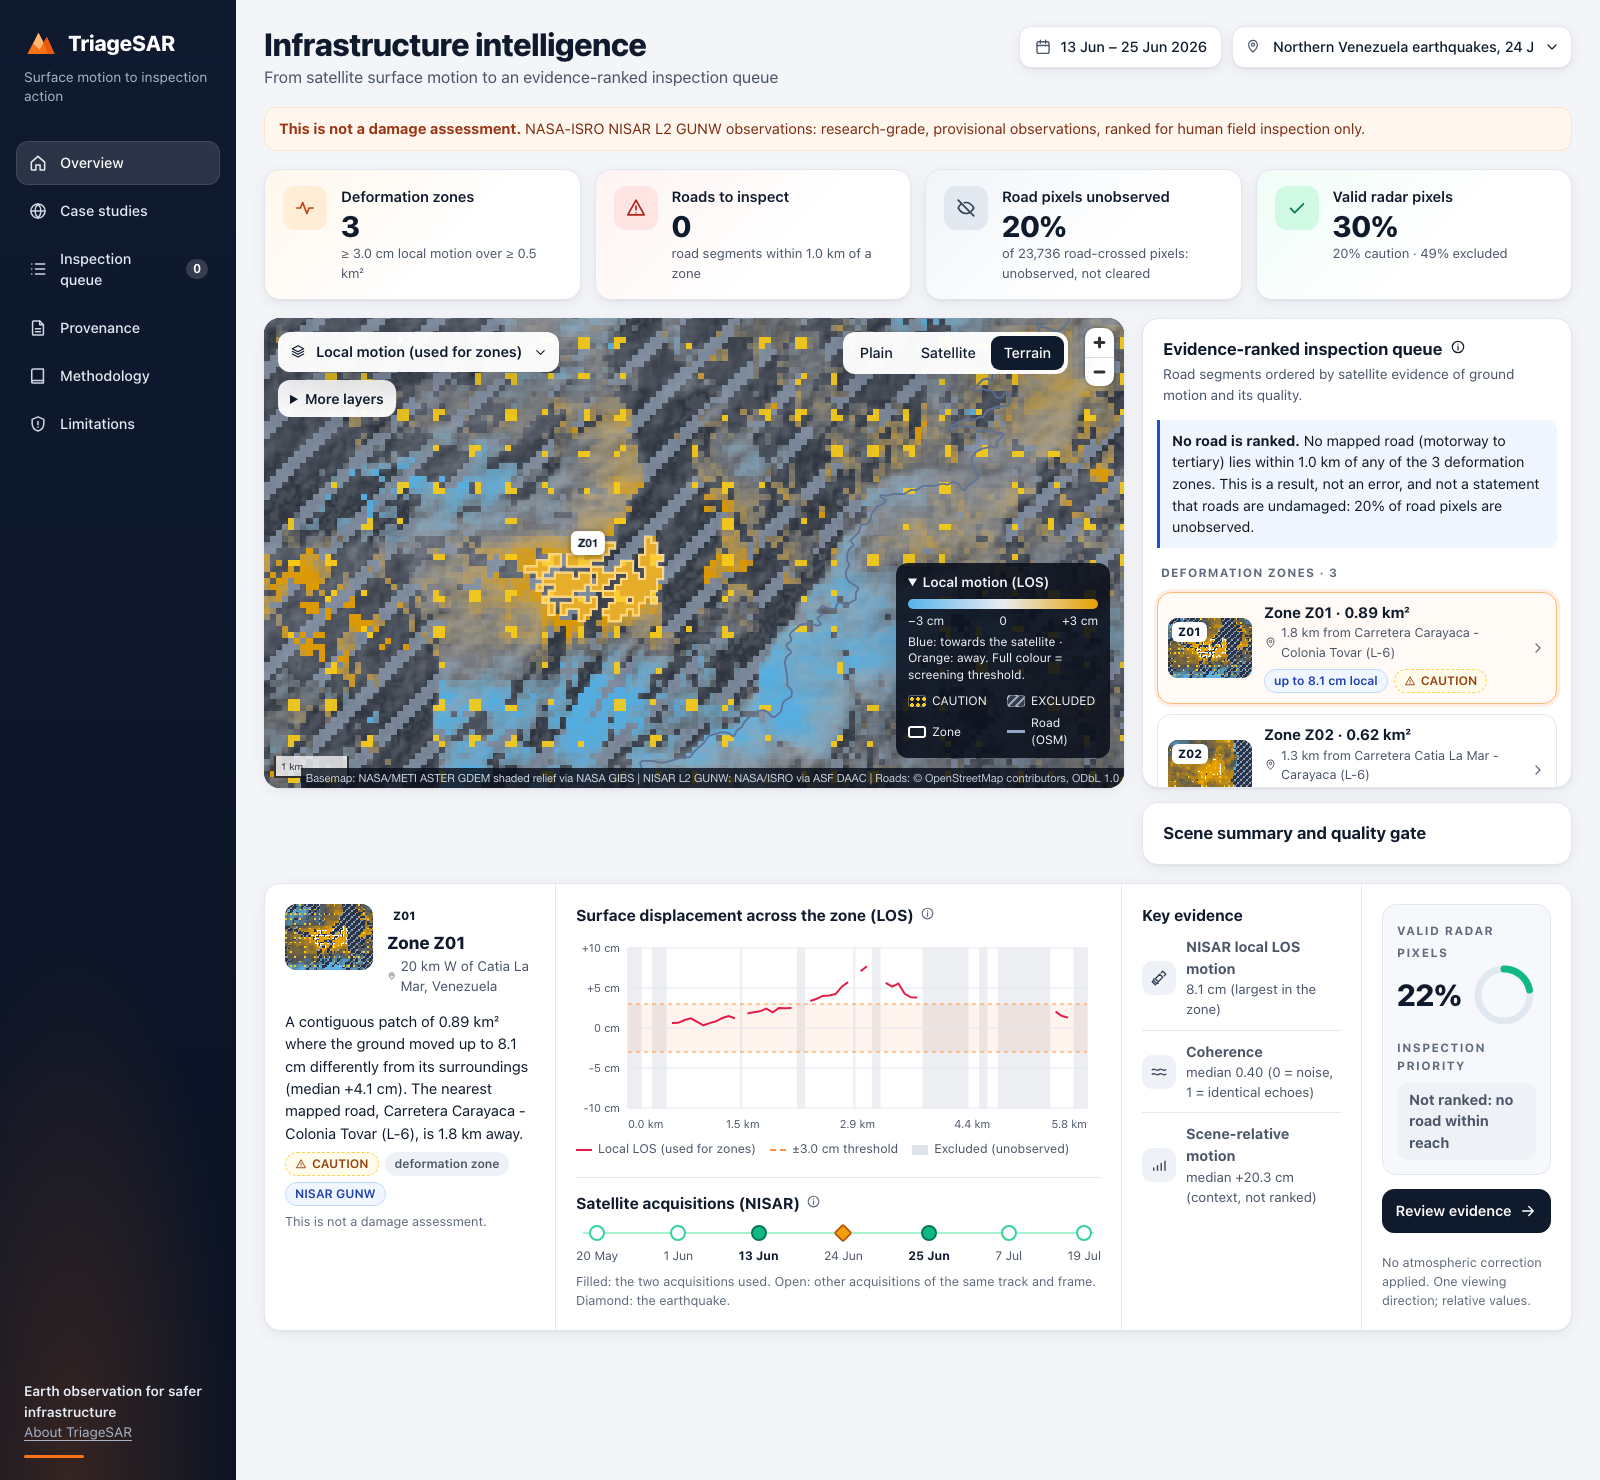 TriageSAR
Surface motion to inspection
action
Overview
Case studies
Inspection
queue
0
Provenance
Methodology
Limitations
Earth observation for safer
infrastructure
About TriageSAR
Infrastructure intelligence
From satellite surface motion to an evidence-ranked inspection queue
13 Jun – 25 Jun 2026
Northern Venezuela earthquakes, 24 J
This is not a damage assessment. NASA-ISRO NISAR L2 GUNW observations: research-grade, provisional observations, ranked for human field inspection only.
Deformation zones
3
≥ 3.0 cm local motion over ≥ 0.5
km²
Roads to inspect
0
road segments within 1.0 km of a
zone
Road pixels unobserved
20%
of 23,736 road-crossed pixels:
unobserved, not cleared
Valid radar pixels
30%
20% caution · 49% excluded
Local motion (used for zones)
More layers
Plain
Satellite
Terrain
+
−
Z01
Local motion (LOS)
−3 cm
0
+3 cm
Blue: towards the satellite ·
Orange: away. Full colour =
screening threshold.
CAUTION
EXCLUDED
Zone
Road
(OSM)
1 km
Basemap: NASA/METI ASTER GDEM shaded relief via NASA GIBS | NISAR L2 GUNW: NASA/ISRO via ASF DAAC | Roads: © OpenStreetMap contributors, ODbL 1.0
Evidence-ranked inspection queue
Road segments ordered by satellite evidence of ground
motion and its quality.
No road is ranked. No mapped road (motorway to
tertiary) lies within 1.0 km of any of the 3 deformation
zones. This is a result, not an error, and not a statement
that roads are undamaged: 20% of road pixels are
unobserved.
DEFORMATION ZONES · 3
Z01
Zone Z01 · 0.89 km²
1.8 km from Carretera Carayaca -
Colonia Tovar (L-6)
up to 8.1 cm local
CAUTION
Z02
Zone Z02 · 0.62 km²
1.3 km from Carretera Catia La Mar -
Carayaca (L-6)
Scene summary and quality gate
Z01
Zone Z01
20 km W of Catia La
Mar, Venezuela
A contiguous patch of 0.89 km²
where the ground moved up to 8.1
cm differently from its surroundings
(median +4.1 cm). The nearest
mapped road, Carretera Carayaca -
Colonia Tovar (L-6), is 1.8 km away.
CAUTION
deformation zone
NISAR GUNW
This is not a damage assessment.
Surface displacement across the zone (LOS)
+10 cm
+5 cm
0 cm
-5 cm
-10 cm
0.0 km
1.5 km
2.9 km
4.4 km
5.8 km
Local LOS (used for zones)
±3.0 cm threshold
Excluded (unobserved)
Satellite acquisitions (NISAR)
20 May
1 Jun
13 Jun
24 Jun
25 Jun
7 Jul
19 Jul
Filled: the two acquisitions used. Open: other acquisitions of the same track and frame.
Diamond: the earthquake.
Key evidence
NISAR local LOS
motion
8.1 cm (largest in the
zone)
Coherence
median 0.40 (0 = noise,
1 = identical echoes)
Scene-relative
motion
median +20.3 cm
(context, not ranked)
VALID RADAR
PIXELS
22%
INSPECTION
PRIORITY
Not ranked: no
road within
reach
Review evidence
No atmospheric correction
applied. One viewing
direction; relative values.